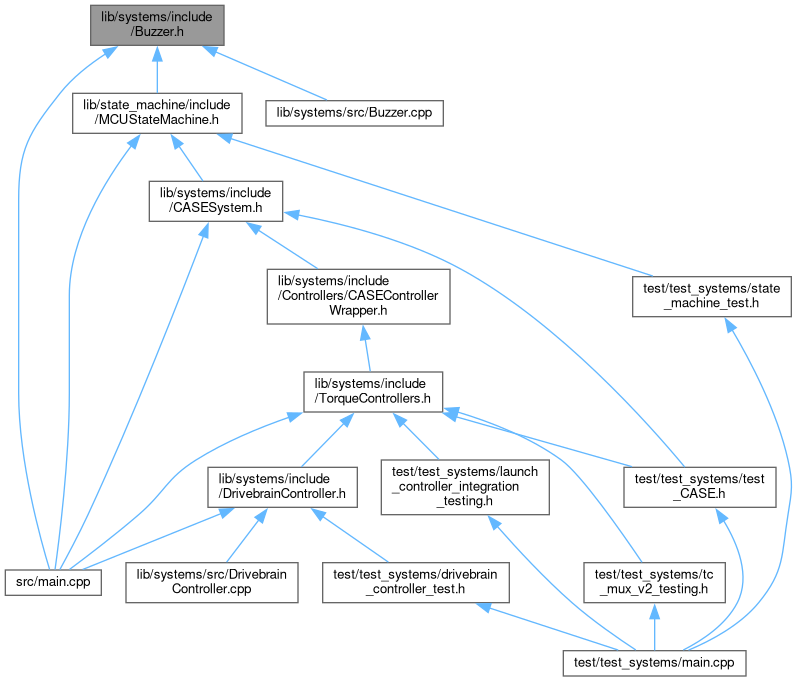 lib/systems/include
/Buzzer.h
lib/state_machine/include
/MCUStateMachine.h
lib/systems/src/Buzzer.cpp
lib/systems/include
/CASESystem.h
lib/systems/include
/Controllers/CASEController
Wrapper.h
test/test_systems/state
_machine_test.h
lib/systems/include
/TorqueControllers.h
lib/systems/include
/DrivebrainController.h
test/test_systems/launch
_controller_integration
_testing.h
test/test_systems/test
_CASE.h
src/main.cpp
lib/systems/src/Drivebrain
Controller.cpp
test/test_systems/drivebrain
_controller_test.h
test/test_systems/tc
_mux_v2_testing.h
test/test_systems/main.cpp